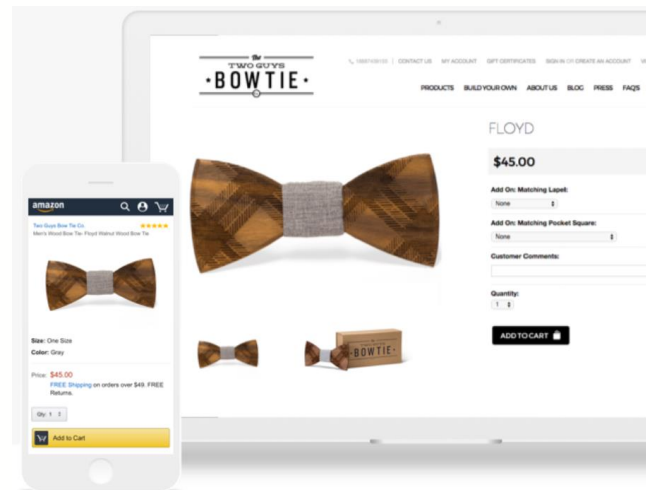 The
TWO GUYS
BOWTIE
CO
CONTACT US
MY ACCOUNT
GIFT CERTIFICATES
SIGN IN OR CREATE AN ACCOUNT
PRODUCTS
BUILD YOUR OWN
ABOUT US
BLOG
PRESS
FAQ'S
FLOYD
$45.00
Add On: Matching Lapel:
None
Add On: Matching Pocket Square:
None
Customer Comments:
Quantity:
1
ADD TO CART
BOWTIE
amazon
Two Guys Bow Tie Co.
Men's Wood Bow Tie- Floyd Walnut Wood Bow Tie
Size: One Size
Color: Gray
Price: $45.00
FREE Shipping on orders over $49. FREE
Returns.
Qty: 1
Add to Cart